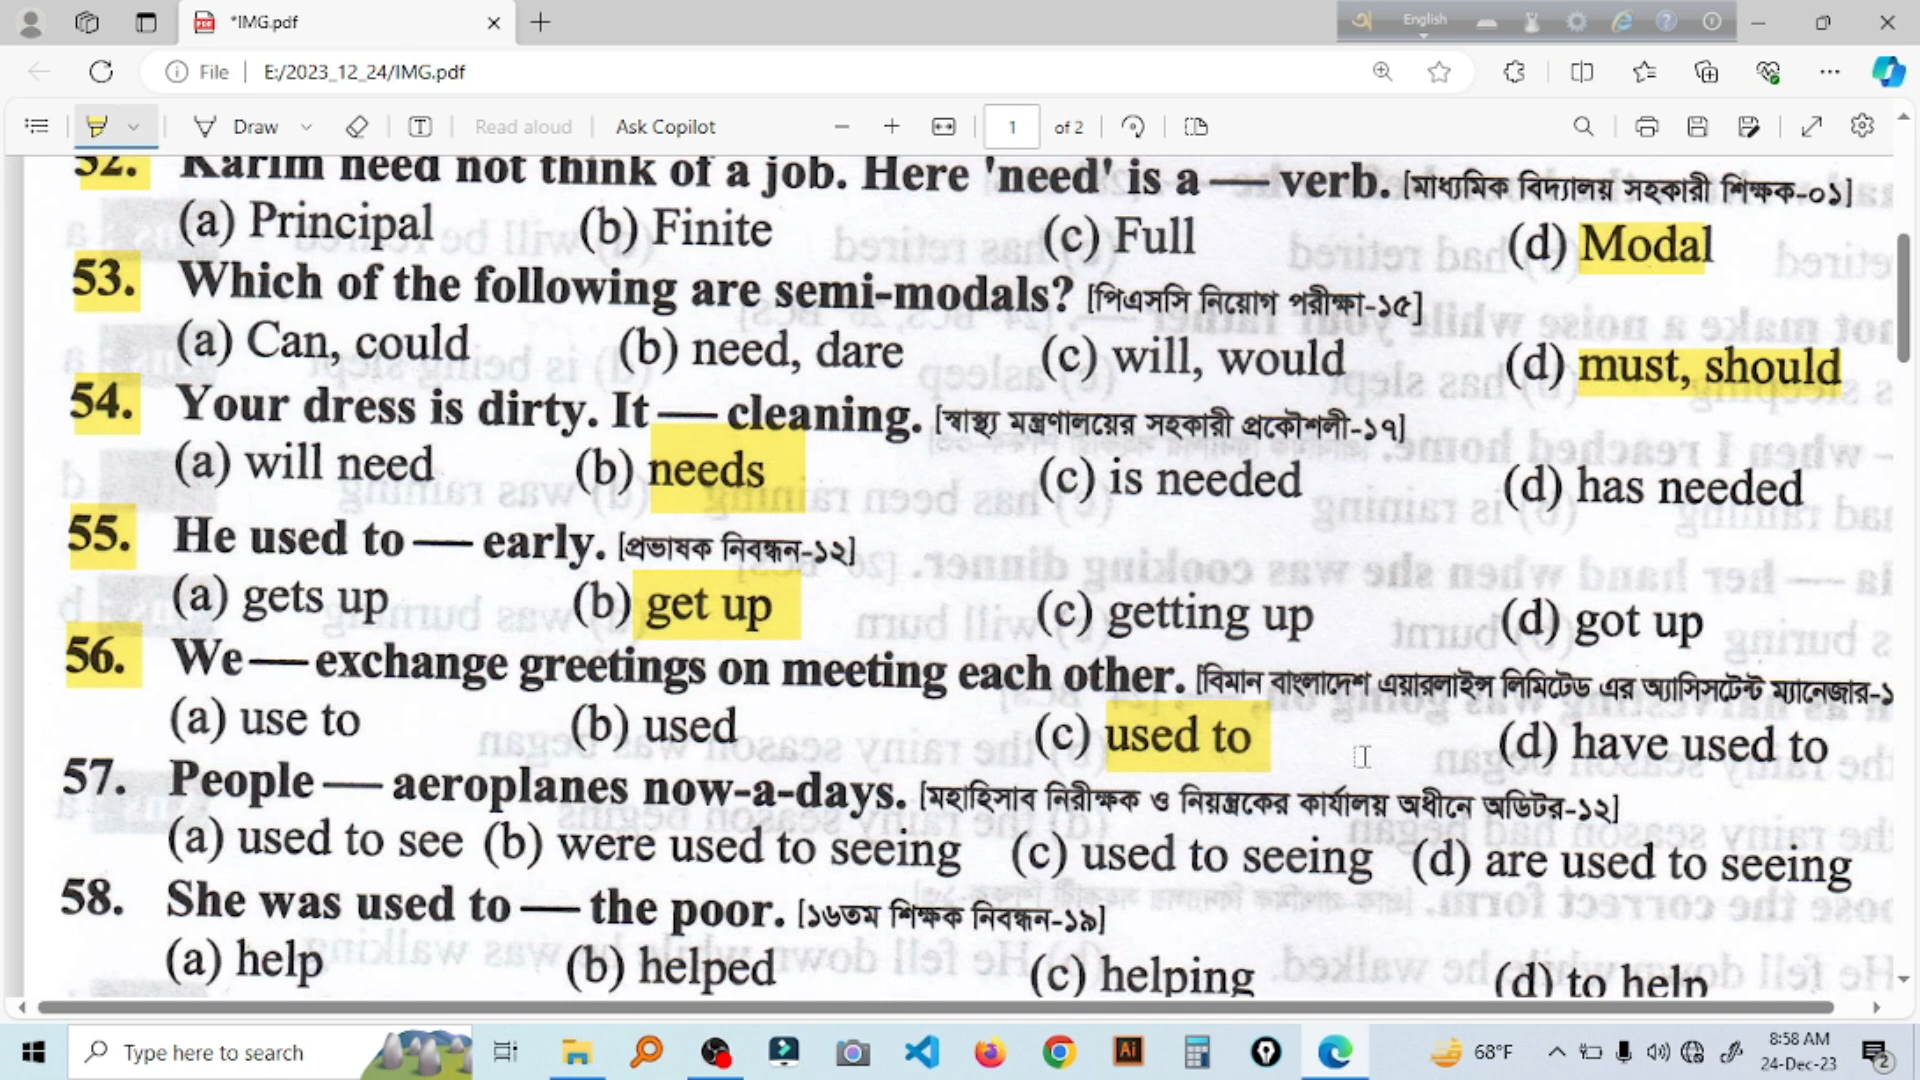 *IMG.pdf
English
File
E:/2023_12_24/IMG.pdf
Draw
Read aloud
Ask Copilot
1 of 2
52. Karim need not think of a job. Here 'need' is a — verb. [মাধ্যমিক বিদ্যালয় সহকারী শিক্ষক-০১]
(a) Principal (b) Finite (c) Full (d) Modal
53. Which of the following are semi-modals? [পিএসসি নিয়োগ পরীক্ষা-১৫]
(a) Can, could (b) need, dare (c) will, would (d) must, should
54. Your dress is dirty. It — cleaning. [স্বাস্থ্য মন্ত্রণালয়ের সহকারী প্রকৌশলী-১৭]
(a) will need (b) needs (c) is needed (d) has needed
55. He used to — early. [প্রভাষক নিবন্ধন-১২]
(a) gets up (b) get up (c) getting up (d) got up
56. We — exchange greetings on meeting each other. [বিমান বাংলাদেশ এয়ারলাইন্স লিমিটেড এর অ্যাসিসটেন্ট ম্যানেজার-১
(a) use to (b) used (c) used to (d) have used to
57. People — aeroplanes now-a-days. [মহাহিসাব নিরীক্ষক ও নিয়ন্ত্রকের কার্যালয় অধীনে অডিটর-১২]
(a) used to see (b) were used to seeing (c) used to seeing (d) are used to seeing
58. She was used to — the poor. [১৬তম শিক্ষক নিবন্ধন-১৯]
(a) help (b) helped (c) helping (d) to help
Type here to search
68°F
8:58 AM
24-Dec-23
2